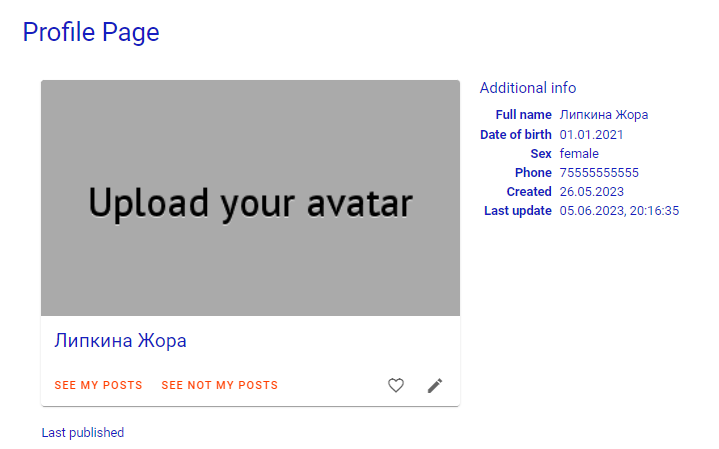 Profile Page
Upload your avatar
Липкина Жора
SEE MY POSTS SEE NOT MY POSTS
Last published
Additional info
Full name Липкина Жора
Date of birth 01.01.2021
Sex female
Phone 75555555555
Created 26.05.2023
Last update 05.06.2023, 20:16:35